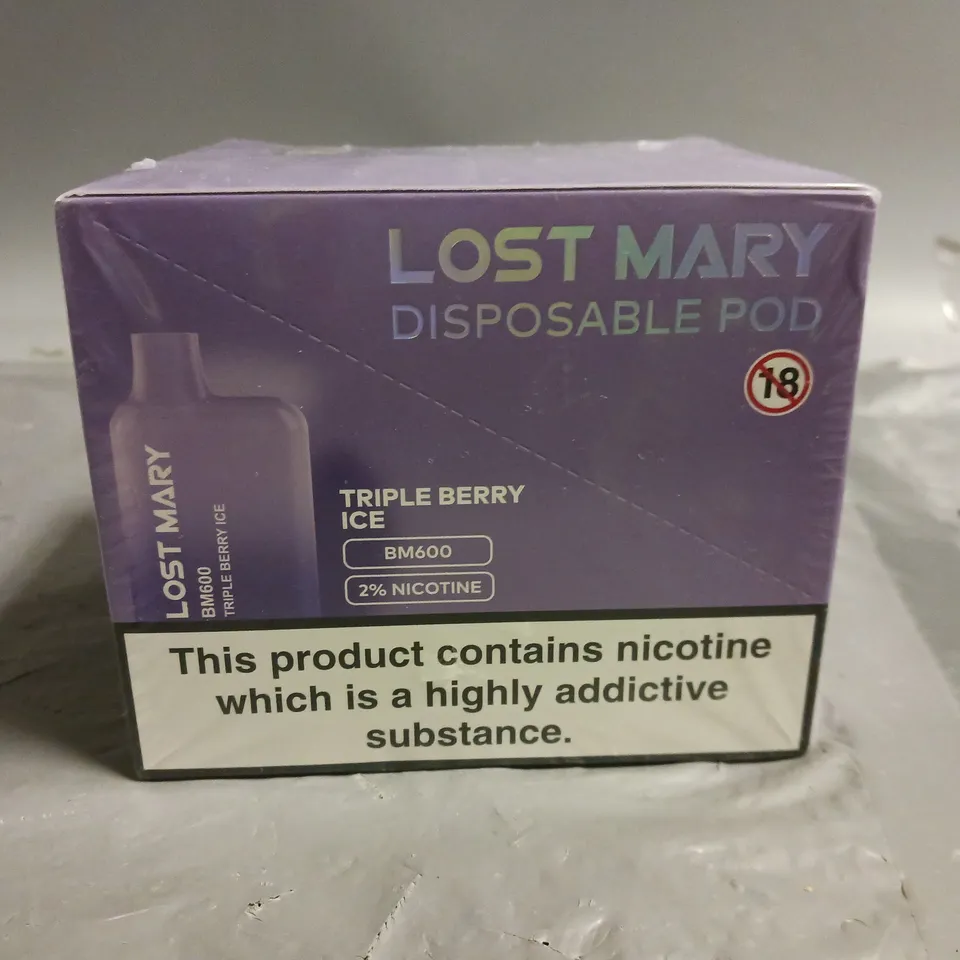 LOST MARY
DISPOSABLE POD
18
TRIPLE BERRY
ICE
BM600
2% NICOTINE
LOST MARY
BM600
TRIPLE BERRY ICE
This product contains nicotine
which is a highly addictive
substance.